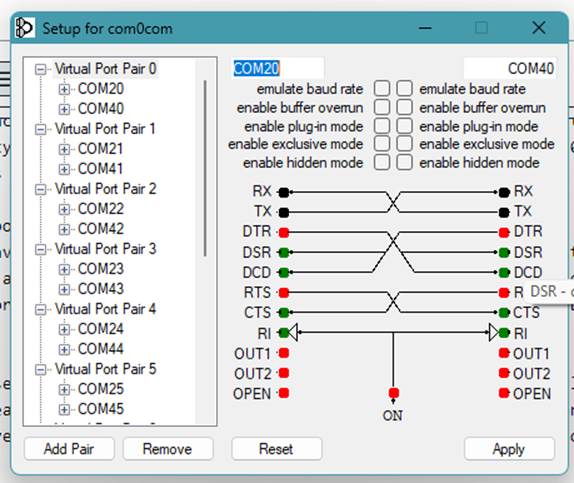 Setup for com0com
Virtual Port Pair 0
COM20
COM40
Virtual Port Pair 1
COM21
COM41
Virtual Port Pair 2
COM22
COM42
Virtual Port Pair 3
COM23
COM43
Virtual Port Pair 4
COM24
COM44
Virtual Port Pair 5
COM25
COM45
COM20 COM40
emulate baud rate emulate baud rate
enable buffer overrun enable buffer overrun
enable plug-in mode enable plug-in mode
enable exclusive mode enable exclusive mode
enable hidden mode enable hidden mode
RX RX
TX TX
DTR DTR
DSR DSR
DCD DCD
RTS R DSR -
CTS CTS
RI RI
OUT1 OUT1
OUT2 OUT2
OPEN OPEN
ON
Add Pair Remove Reset Apply